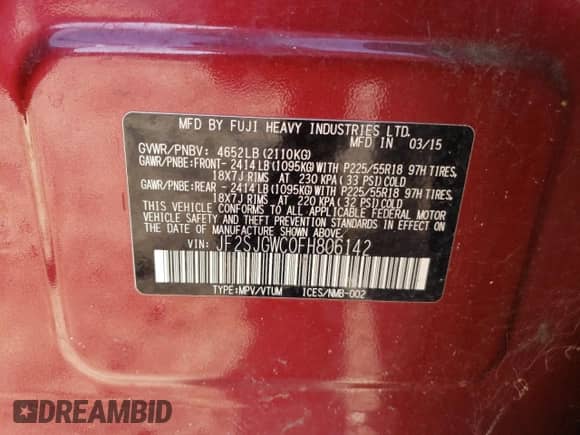 MFD BY FUJI HEAVY INDUSTRIES LTD.
MFD IN 03/15
GVWR/PNBV: 4652LB(2110KG)
GAWR/PNBE:FRONT-2414LB(1095KG)WITH P225/55R18 97H TIRES,
18X7J RIMS AT 230 KPA(33 PSI)COLD
GAWR/PNBE:REAR -2414LB(1095KG)WITH P225/55R18 97H TIRES,
18X7J RIMS AT 220 KPA(32 PSI)COLD
THIS VEHICLE CONFORMS TO ALL APPLICABLE FEDERAL MOTOR
VEHICLE SAFETY AND THEFT PREVENTION STANDARDS IN EFFECT ON THE
DATE OF MANUFACTURE SHOWN ABOVE.
VIN: JF2SJGWC0FH806142
TYPE:MPV/VTUM ICES/NMB-002
DREAMBID